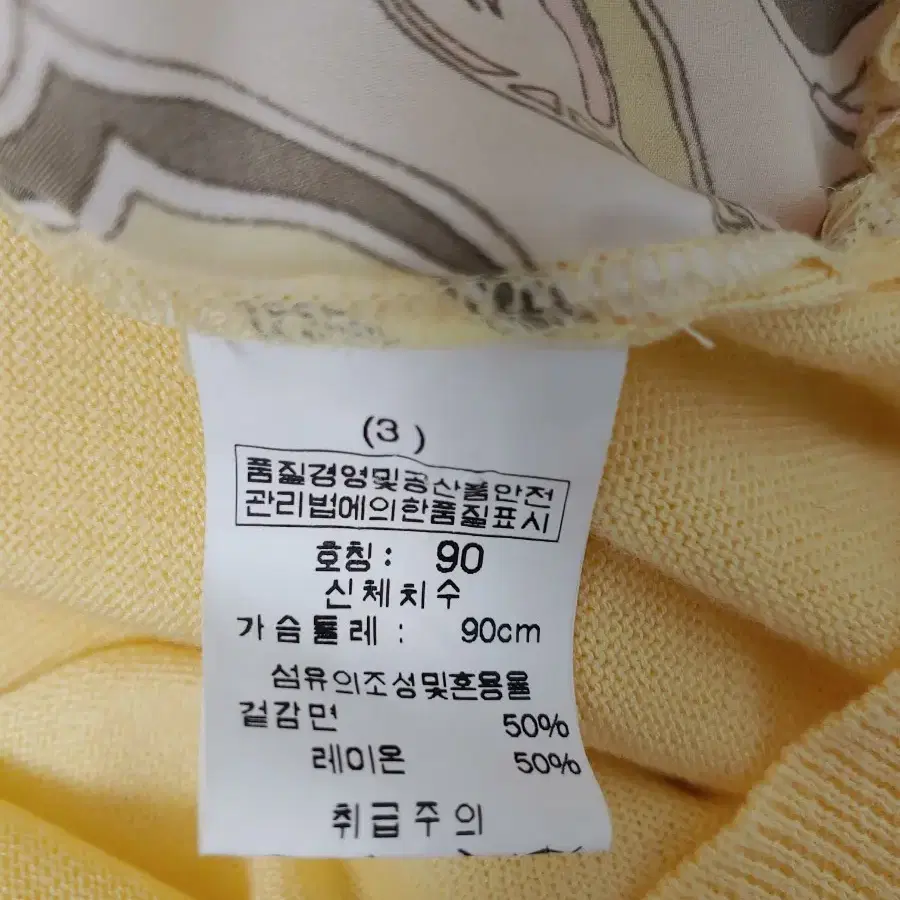 (3)
품질경영및공산품안전
관리법에의한품질표시
호칭: 90
신체치수
가슴둘레: 90cm
섬유의조성및혼용율
겉감면 50%
레이온 50%
취급주의